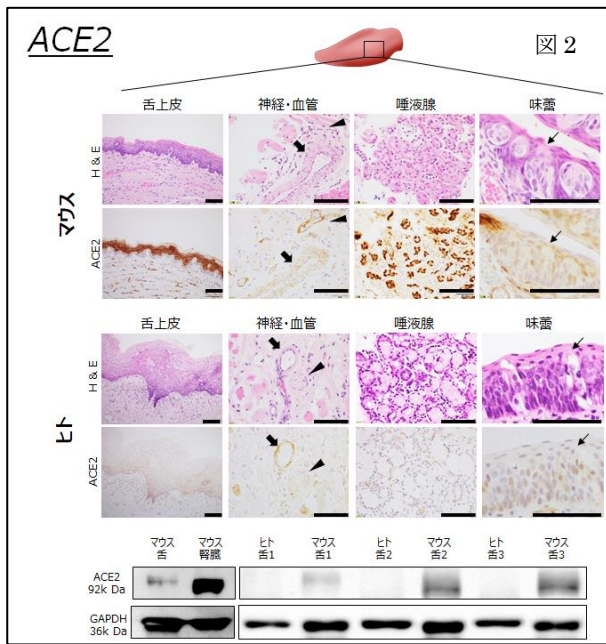 ACE2
図 2
舌上皮 神経・血管 唾液腺 味蕾
マウス
H & E
ACE2
舌上皮 神経・血管 唾液腺 味蕾
ヒト
H & E
ACE2
マウス 舌
マウス 腎臓
ヒト 舌1
マウス 舌1
ヒト 舌2
マウス 舌2
ヒト 舌3
マウス 舌3
ACE2
92k Da
GAPDH
36k Da